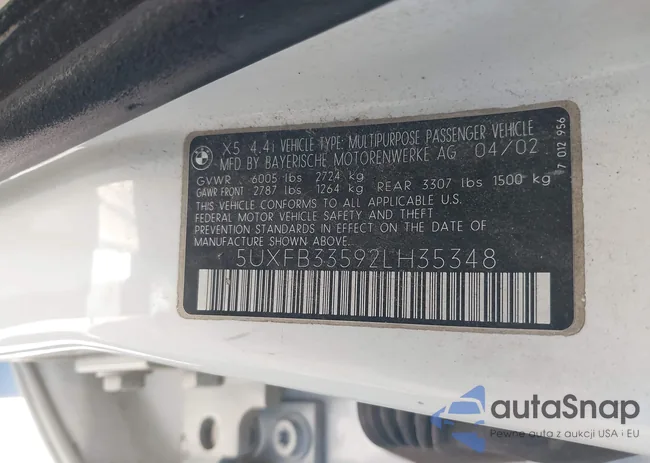 X5 4.4i VEHICLE TYPE: MULTIPURPOSE PASSENGER VEHICLE
MFD. BY BAYERISCHE MOTORENWERKE AG 04/02
GVWR 6005 lbs 2724 kg
GAWR FRONT 2787 lbs 1264 kg REAR 3307 lbs 1500 kg
THIS VEHICLE CONFORMS TO ALL APPLICABLE U.S.
FEDERAL MOTOR VEHICLE SAFETY AND THEFT
PREVENTION STANDARDS IN EFFECT ON THE DATE OF
MANUFACTURE SHOWN ABOVE.
5UXFB33592LH35348
7 012 956
autaSnap
Pewne auta z aukcji USA i EU